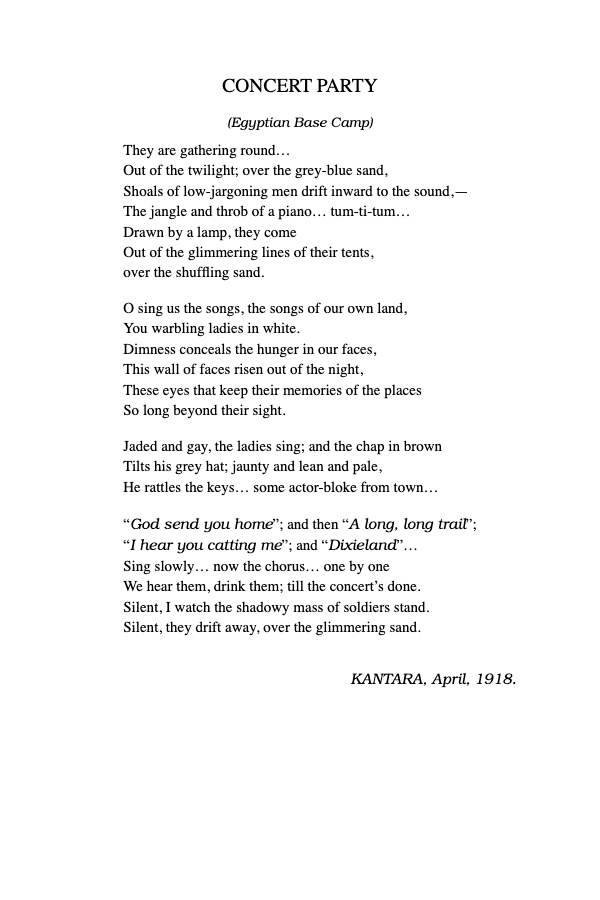 CONCERT PARTY
(Egyptian Base Camp)
They are gathering round…
Out of the twilight; over the grey-blue sand,
Shoals of low-jargoning men drift inward to the sound,—
The jangle and throb of a piano… tum-ti-tum…
Drawn by a lamp, they come
Out of the glimmering lines of their tents,
over the shuffling sand.
O sing us the songs, the songs of our own land,
You warbling ladies in white.
Dimness conceals the hunger in our faces,
This wall of faces risen out of the night,
These eyes that keep their memories of the places
So long beyond their sight.
Jaded and gay, the ladies sing; and the chap in brown
Tilts his grey hat; jaunty and lean and pale,
He rattles the keys… some actor-bloke from town…
“God send you home”; and then “A long, long trail”;
“I hear you catting me”; and “Dixieland”…
Sing slowly… now the chorus… one by one
We hear them, drink them; till the concert’s done.
Silent, I watch the shadowy mass of soldiers stand.
Silent, they drift away, over the glimmering sand.
KANTARA, April, 1918.